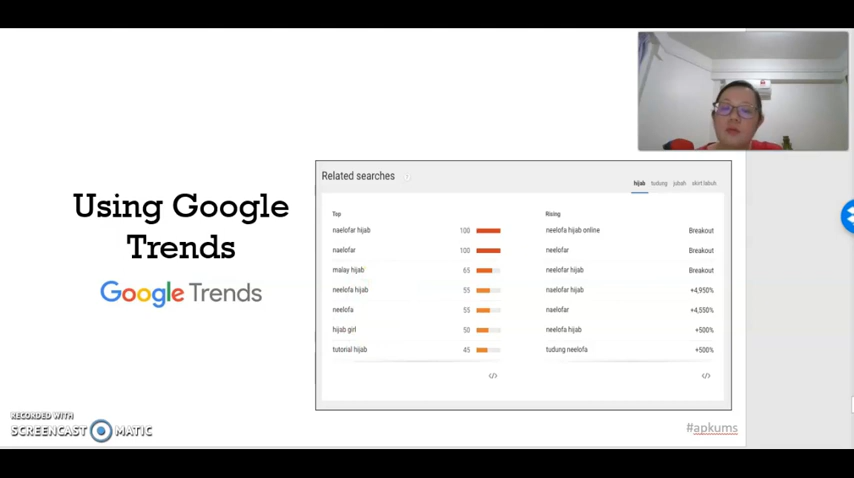 Using Google
Trends
Google Trends
Related searches
hijab tudung jubah skirt labuh
Top
naelofar hijab 100
naelofar 100
malay hijab 65
neelofa hijab 55
neelofa 55
hijab girl 50
tutorial hijab 45
</>
Rising
neelofa hijab online Breakout
neelofar Breakout
neelofar hijab Breakout
naelofar hijab +4,950%
naelofar +4,550%
neelofa hijab +500%
tudung neelofa +500%
</>
RECORDED WITH
SCREENCAST MATIC
#apkums